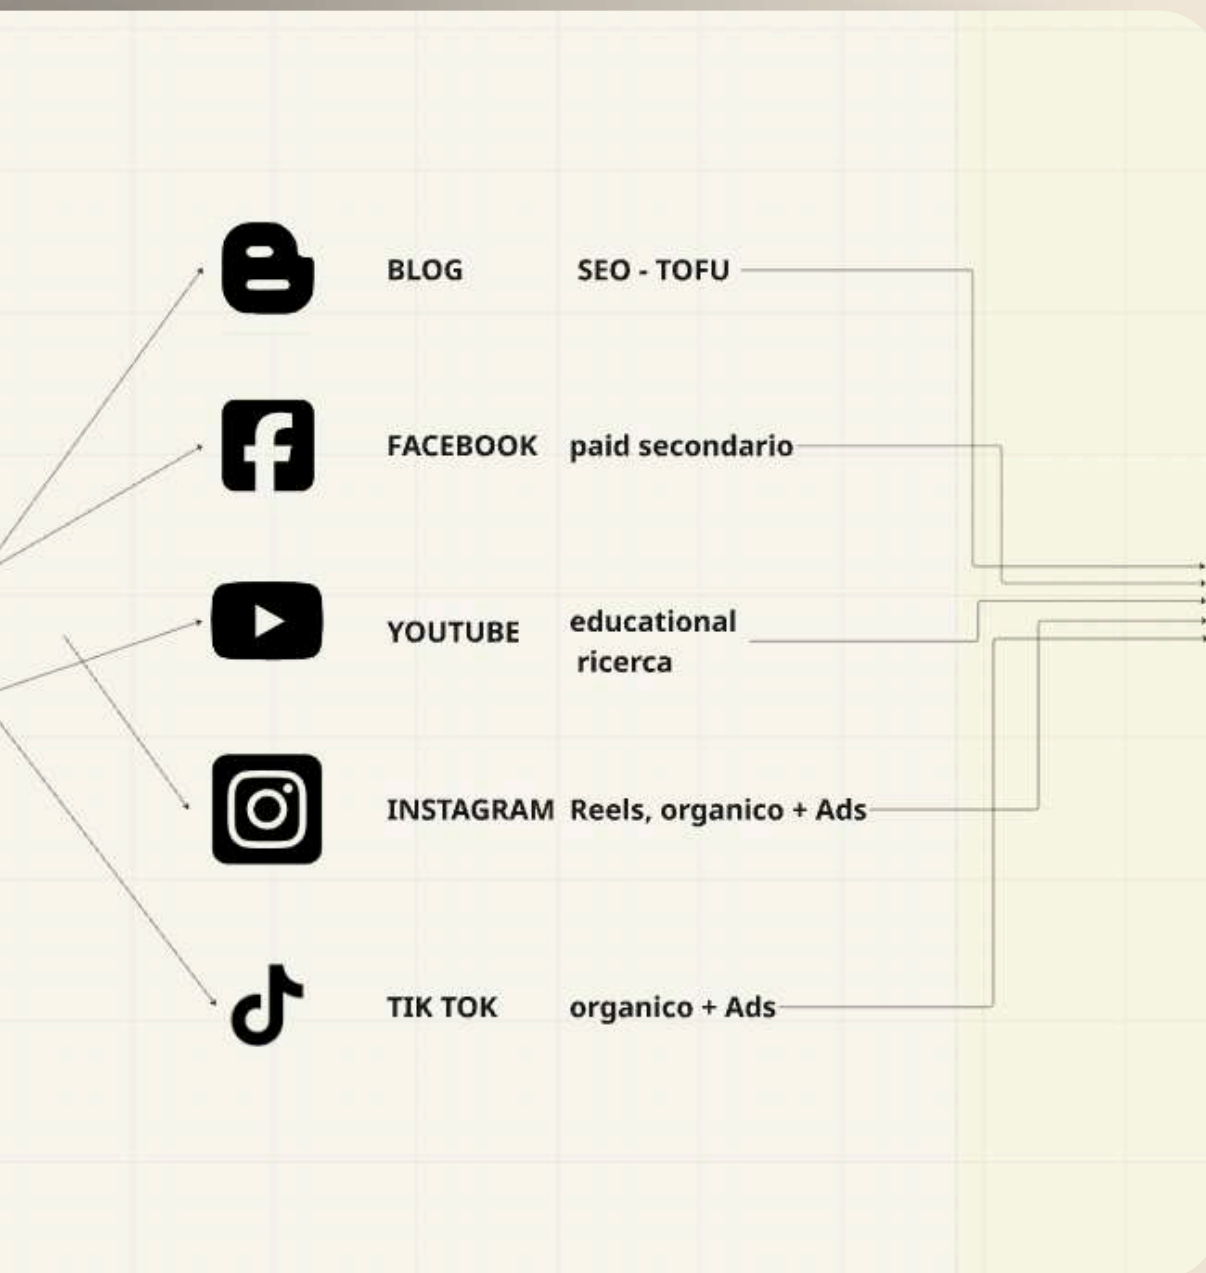 BLOG SEO - TOFU
FACEBOOK paid secondario
YOUTUBE educational
ricerca
INSTAGRAM Reels, organico + Ads
TIK TOK organico + Ads